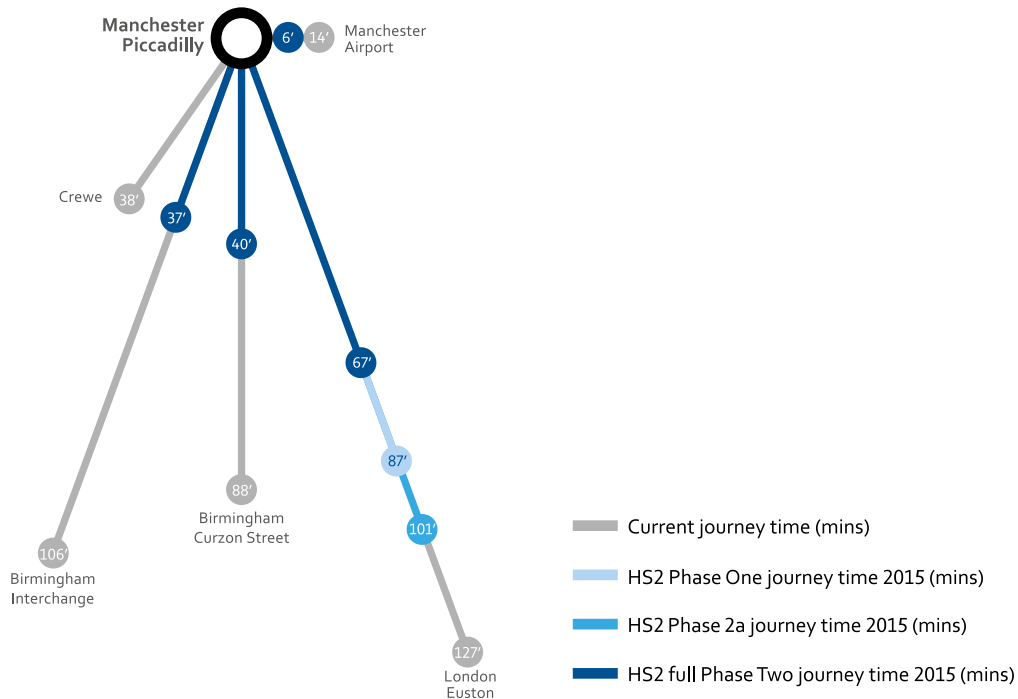 Manchester
Piccadilly
6’
14’
Manchester
Airport
Crewe
38’
37’
40’
67’
87’
88’
Birmingham
Curzon Street
101’
106’
Birmingham
Interchange
127’
London
Euston
Current journey time (mins)
HS2 Phase One journey time 2015 (mins)
HS2 Phase 2a journey time 2015 (mins)
HS2 full Phase Two journey time 2015 (mins)